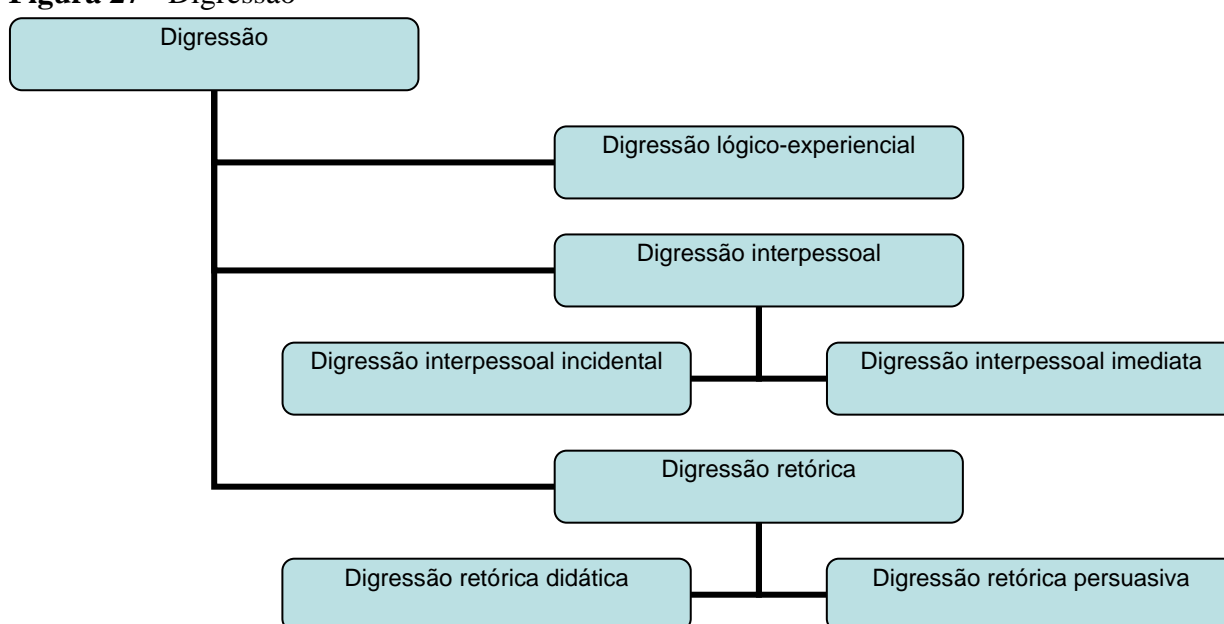 Figura 27 - Digressão
Digressão
Digressão lógico-experiencial
Digressão interpessoal
Digressão interpessoal incidental
Digressão interpessoal imediata
Digressão retórica
Digressão retórica didática
Digressão retórica persuasiva